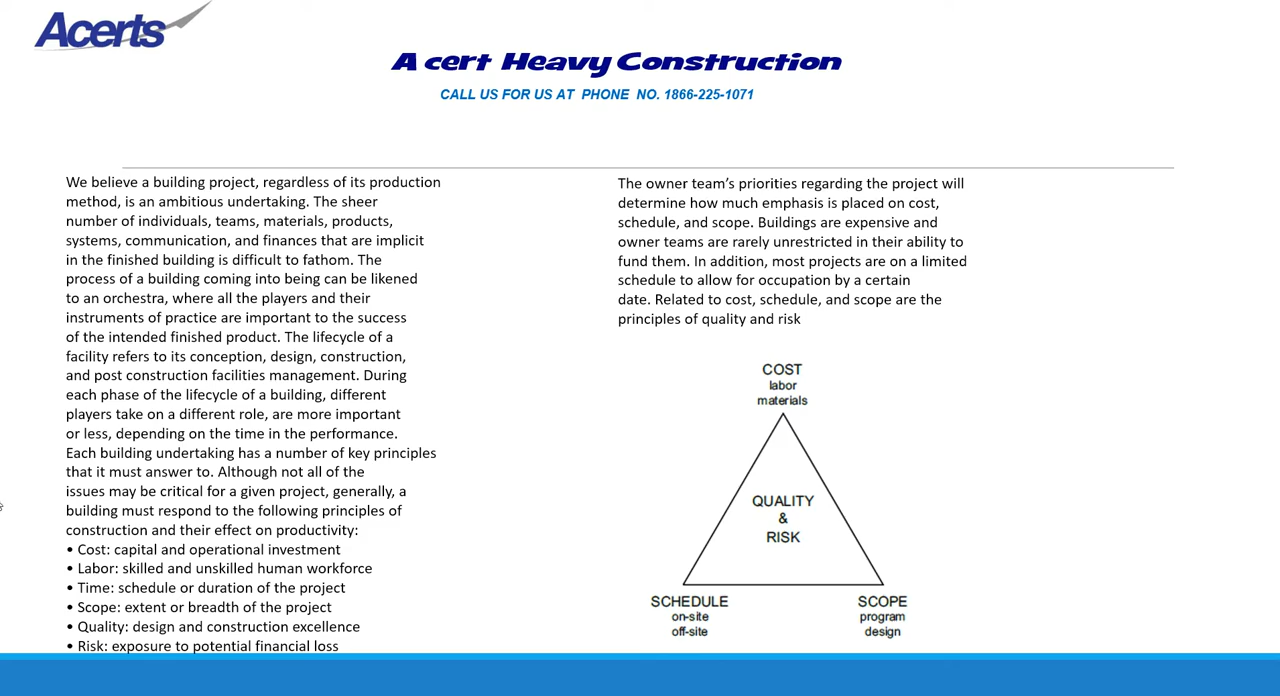 Acerts
A cert Heavy Construction
CALL US FOR US AT PHONE NO. 1866-225-1071
We believe a building project, regardless of its production
method, is an ambitious undertaking. The sheer
number of individuals, teams, materials, products,
systems, communication, and finances that are implicit
in the finished building is difficult to fathom. The
process of a building coming into being can be likened
to an orchestra, where all the players and their
instruments of practice are important to the success
of the intended finished product. The lifecycle of a
facility refers to its conception, design, construction,
and post construction facilities management. During
each phase of the lifecycle of a building, different
players take on a different role, are more important
or less, depending on the time in the performance.
Each building undertaking has a number of key principles
that it must answer to. Although not all of the
issues may be critical for a given project, generally, a
building must respond to the following principles of
construction and their effect on productivity:
• Cost: capital and operational investment
• Labor: skilled and unskilled human workforce
• Time: schedule or duration of the project
• Scope: extent or breadth of the project
• Quality: design and construction excellence
• Risk: exposure to potential financial loss
The owner team’s priorities regarding the project will
determine how much emphasis is placed on cost,
schedule, and scope. Buildings are expensive and
owner teams are rarely unrestricted in their ability to
fund them. In addition, most projects are on a limited
schedule to allow for occupation by a certain
date. Related to cost, schedule, and scope are the
principles of quality and risk
COST
labor
materials
QUALITY
&
RISK
SCHEDULE
on-site
off-site
SCOPE
program
design